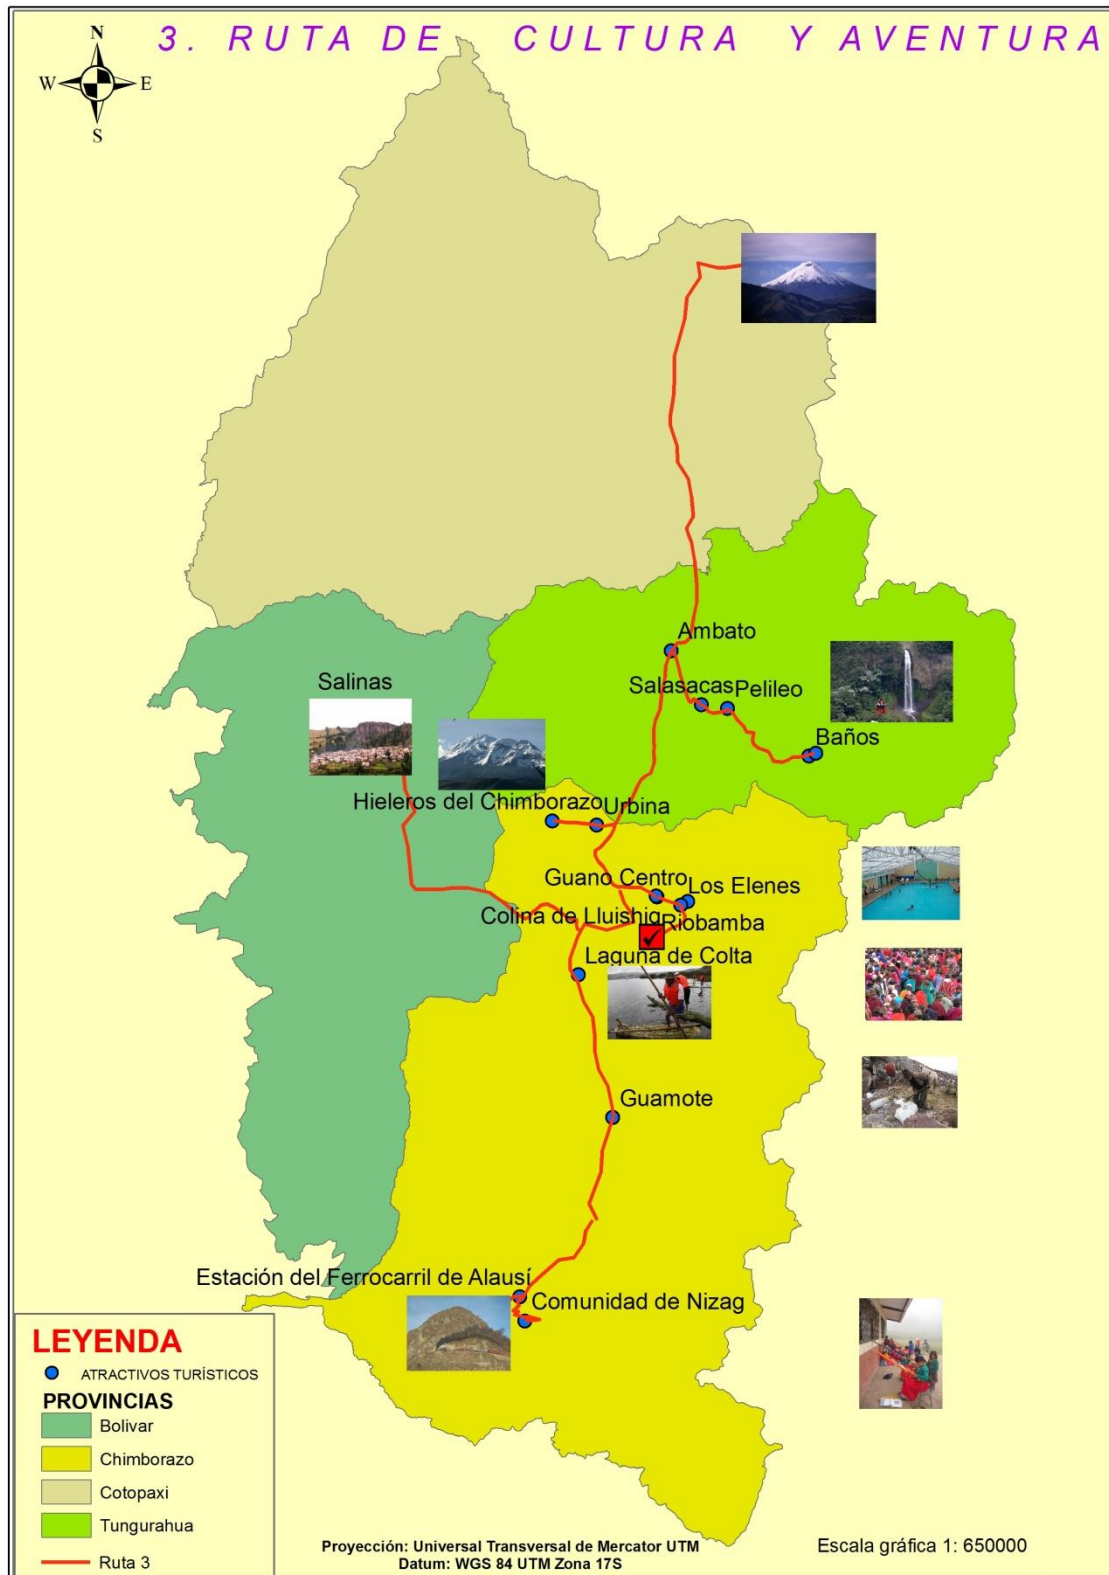 3. RUTA DE CULTURA Y AVENTURA
N
W E
S
Ambato
Salasacas Pelileo
Baños
Salinas
Hieleros del Chimborazo Urbina
Guano Centro Los Elenes
Colina de Lluishig Riobamba
Laguna de Colta
Guamote
Estación del Ferrocarril de Alausí
Comunidad de Nizag
LEYENDA
ATRACTIVOS TURÍSTICOS
PROVINCIAS
Bolivar
Chimborazo
Cotopaxi
Tungurahua
Ruta 3
Proyección: Universal Transversal de Mercator UTM
Datum: WGS 84 UTM Zona 17S
Escala gráfica 1: 650000